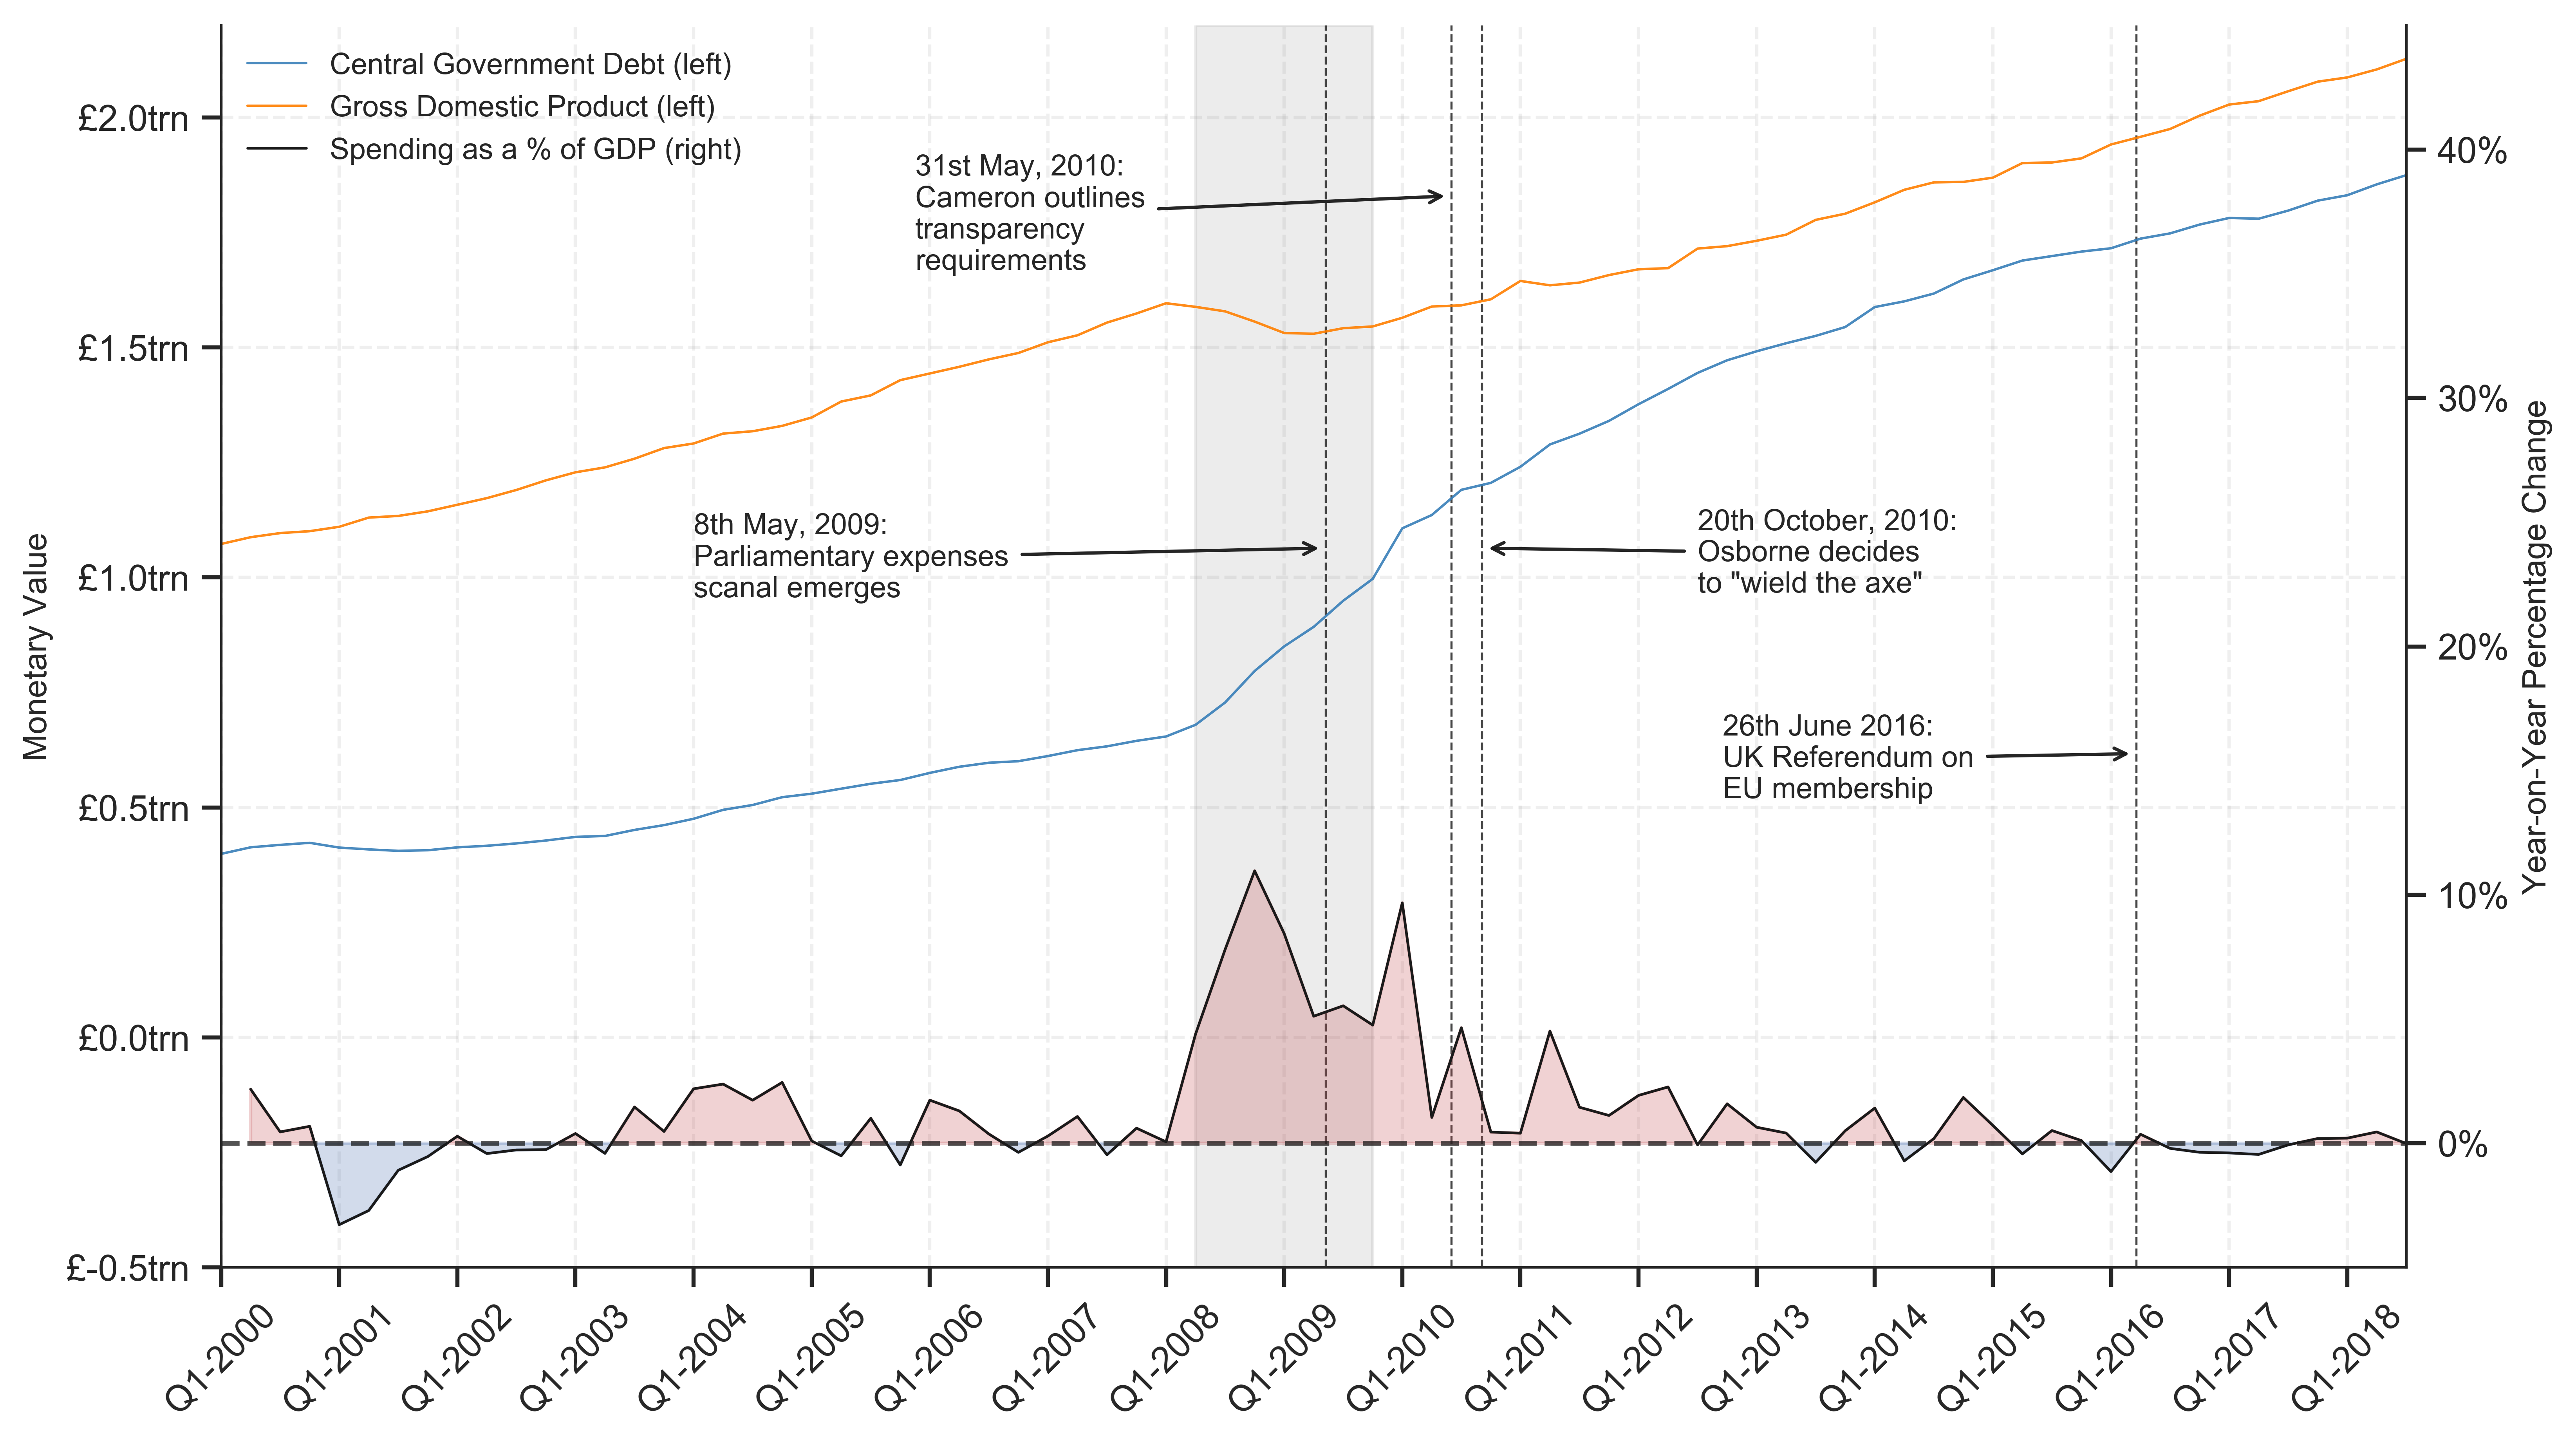 Central Government Debt (left)
Gross Domestic Product (left)
Spending as a % of GDP (right)
£2.0trn
£1.5trn
£1.0trn
£0.5trn
£0.0trn
£-0.5trn
Monetary Value
31st May, 2010:
Cameron outlines
transparency
requirements
8th May, 2009:
Parliamentary expenses
scanal emerges
20th October, 2010:
Osborne decides
to "wield the axe"
26th June 2016:
UK Referendum on
EU membership
40%
30%
20%
10%
0%
Year-on-Year Percentage Change
Q1-2000
Q1-2001
Q1-2002
Q1-2003
Q1-2004
Q1-2005
Q1-2006
Q1-2007
Q1-2008
Q1-2009
Q1-2010
Q1-2011
Q1-2012
Q1-2013
Q1-2014
Q1-2015
Q1-2016
Q1-2017
Q1-2018